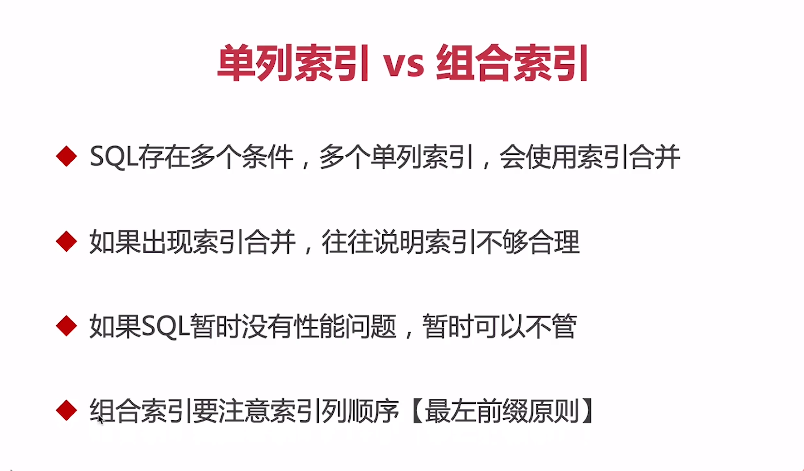 单列索引 vs 组合索引
SQL存在多个条件，多个单列索引，会使用索引合并
如果出现索引合并，往往说明索引不够合理
如果SQL暂时没有性能问题，暂时可以不管
组合索引要注意索引列顺序【最左前缀原则】